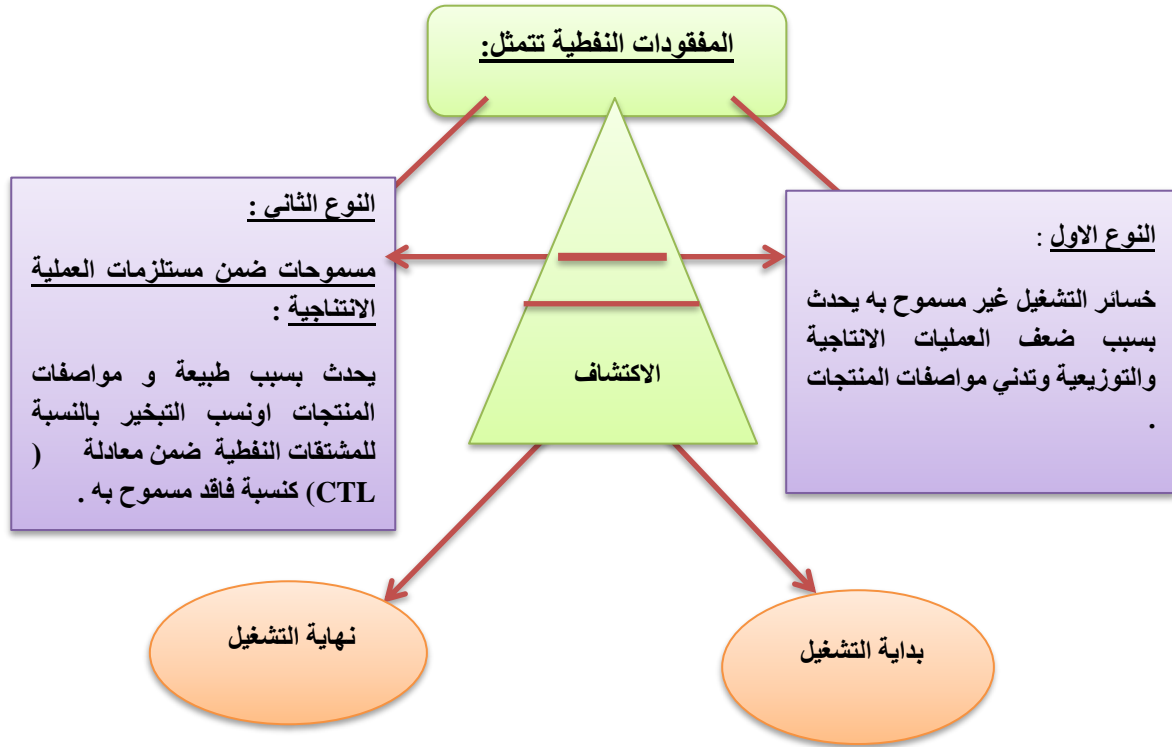 المفقودات النفطية تتمثل:
النوع الاول :
خسائر التشغيل غير مسموح به يحدث
بسبب ضعف العمليات الانتاجية
والتوزيعية وتدني مواصفات المنتجات
.
النوع الثاني :
مسموحات ضمن مستلزمات العملية
الانتناجية :
يحدث بسبب طبيعة و مواصفات
المنتجات اونسب التبخير بالنسبة
للمشتقات النفطية ضمن معادلة (
CTL) كنسبة فاقد مسموح به .
الاكتشاف
بداية التشغيل
نهاية التشغيل